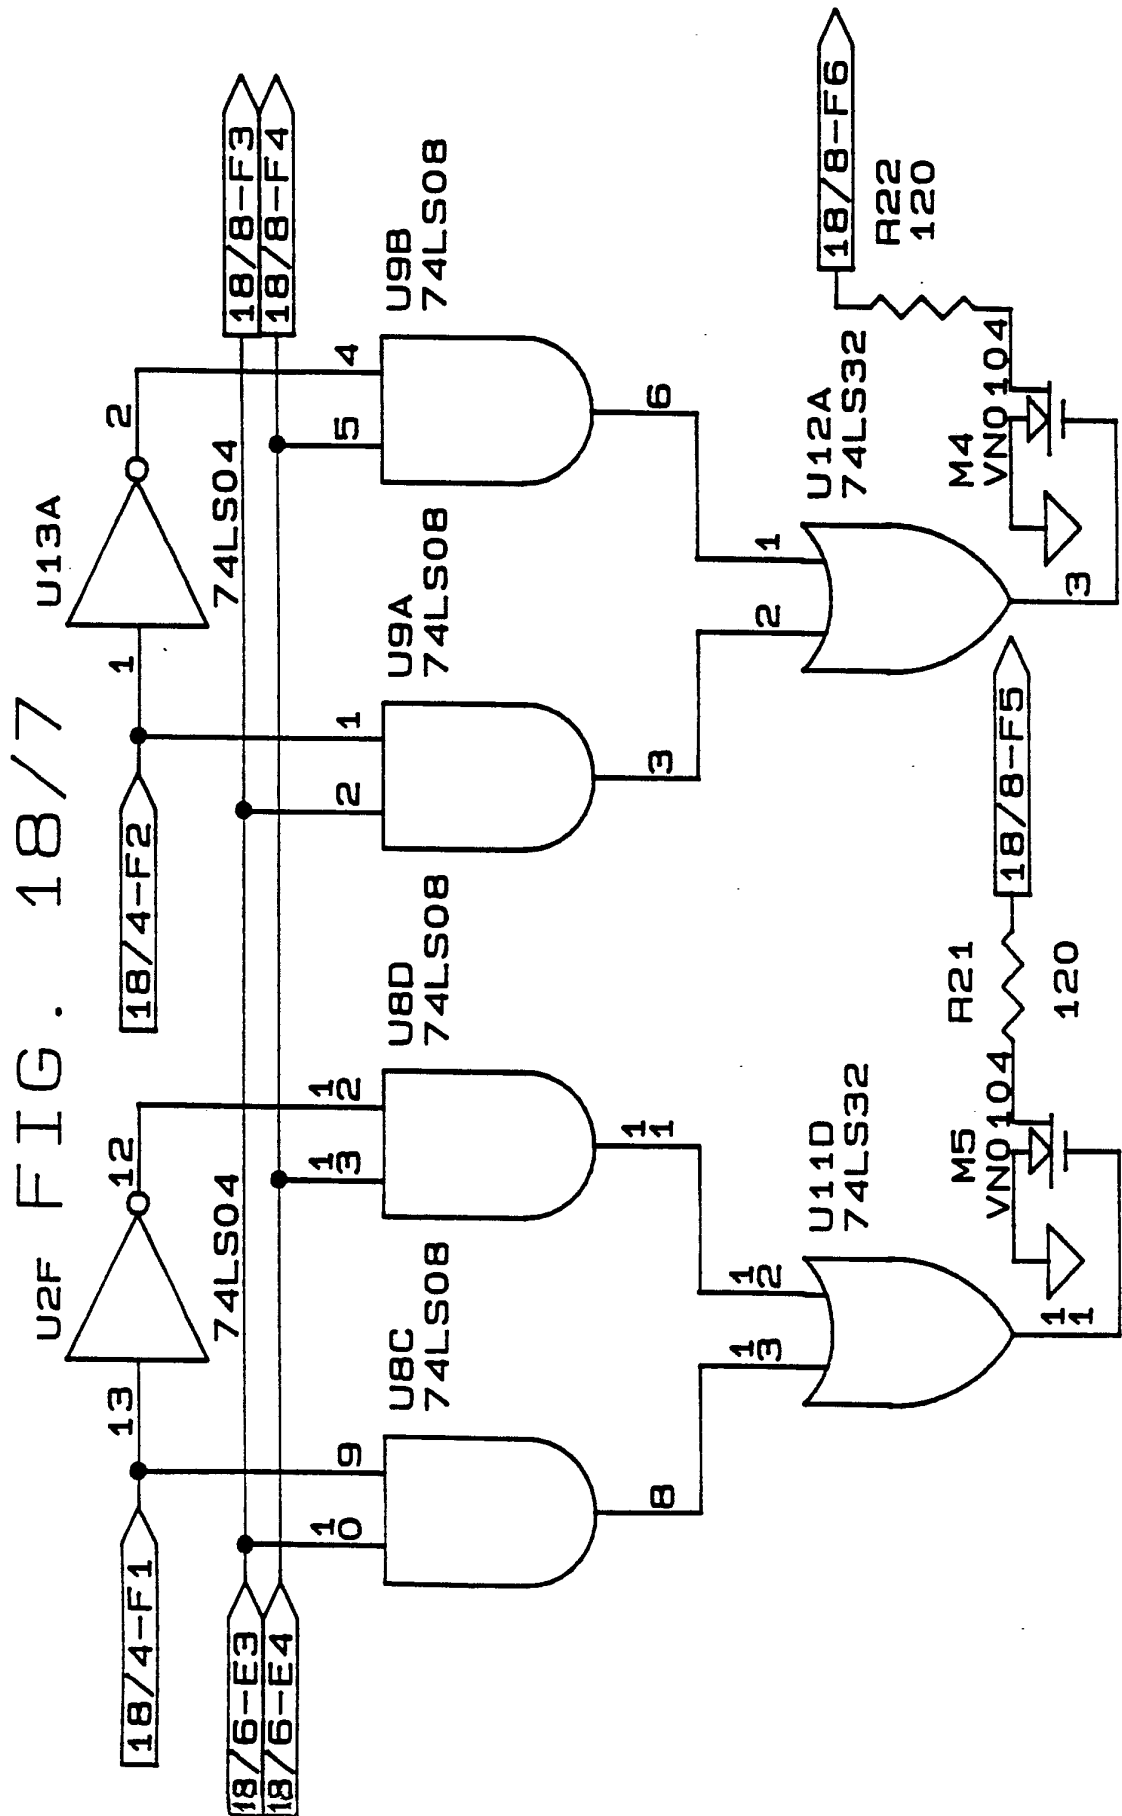 FIG. 18/7
U2F
13
12
74LS04
U13A
1
2
74LS04
18/4-F1
18/4-F2
18/6-E3
18/6-E4
18/8-F3
18/8-F4
10
9
U8C
74LS08
8
13
12
U8D
74LS08
11
2
1
U9A
74LS08
3
5
4
U9B
74LS08
6
13
12
U11D
74LS32
11
2
1
U12A
74LS32
3
M5
VN0104
R21
120
18/8-F5
M4
VN0104
R22
120
18/8-F6